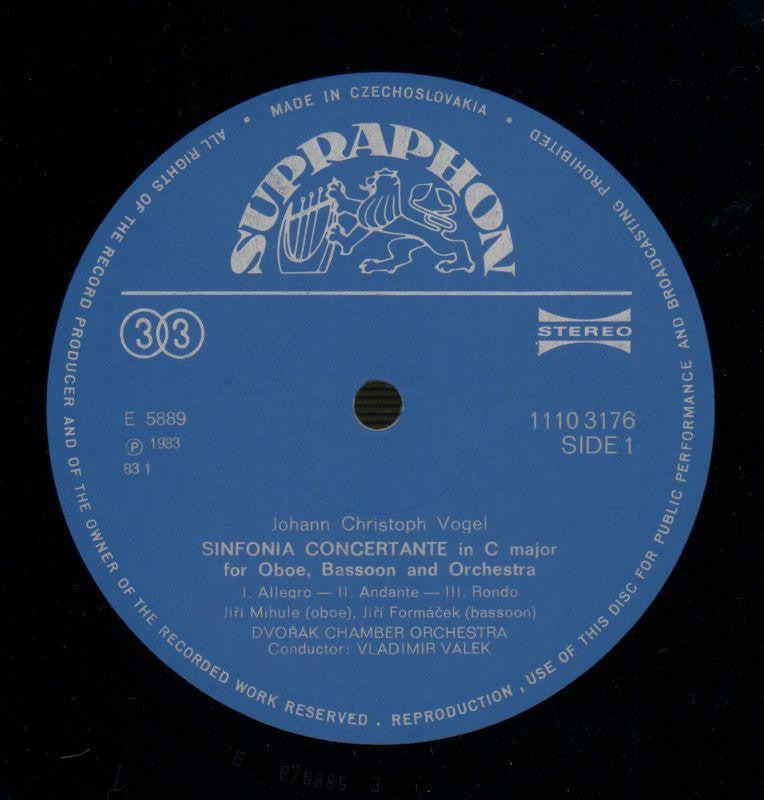 MADE IN CZECHOSLOVAKIA
ALL RIGHTS OF THE RECORD PRODUCER AND OF THE OWNER OF THE RECORDED WORK RESERVED . REPRODUCTION , USE OF THIS DISC FOR PUBLIC PERFORMANCE AND BROADCASTING PROHIBITED
SUPRAPHON
33
STEREO
E 5889
1110 3176
Ⓟ 1983
SIDE 1
83 1
Johann Christoph Vogel
SINFONIA CONCERTANTE in C major
for Oboe, Bassoon and Orchestra
I. Allegro — II. Andante — III. Rondo
Jiří Mihule (oboe), Jiří Formáček (bassoon)
DVOŘÁK CHAMBER ORCHESTRA
Conductor: VLADIMÍR VÁLEK
E 5889/B B